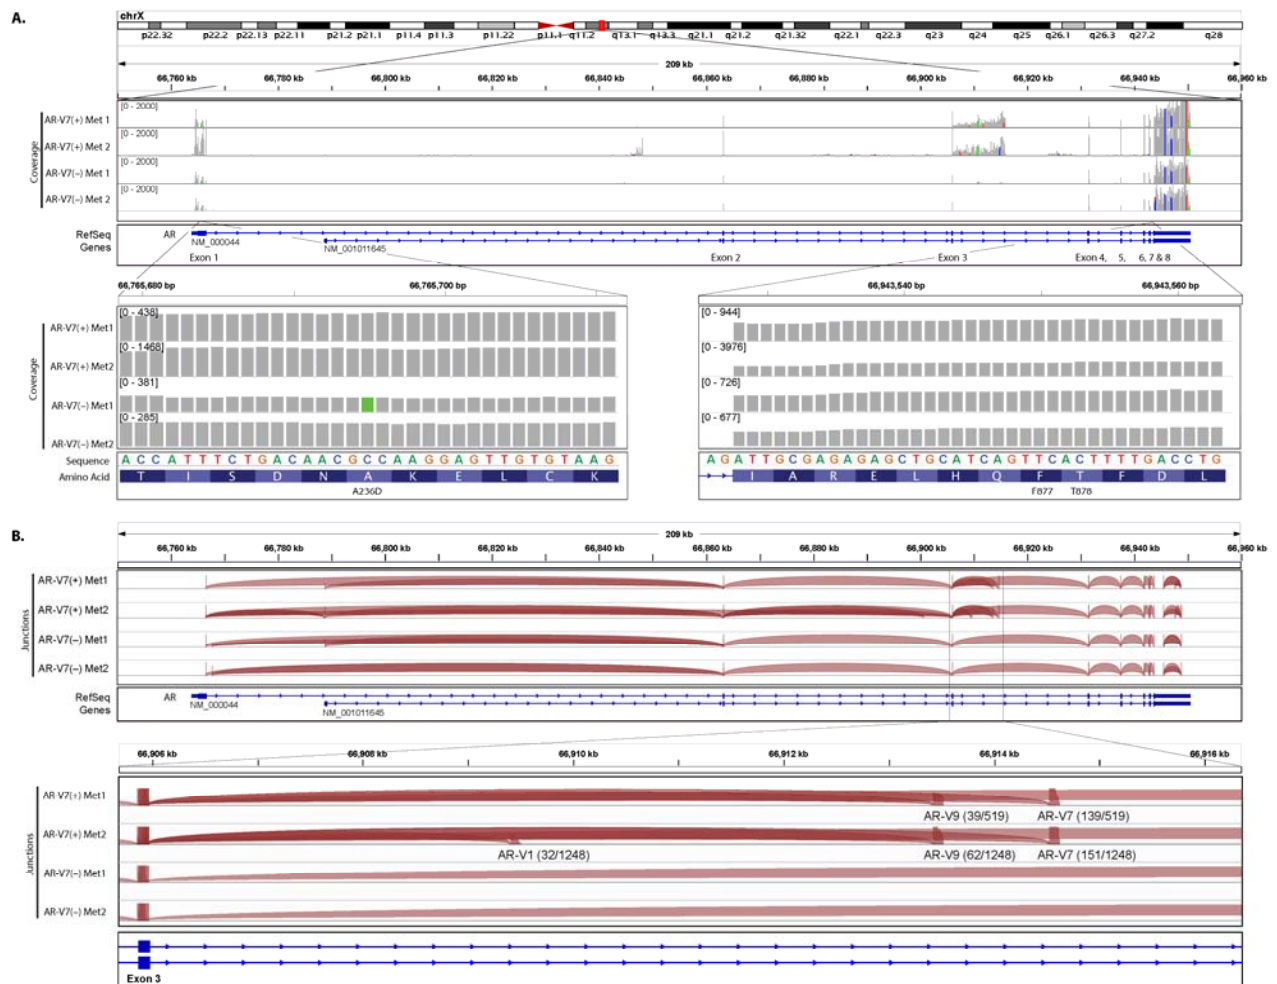 A.
chrX
p22.32 p22.2 p22.13 p22.11 p21.2 p21.1 p11.4 p11.3 p11.22 p11.1 q11.2 q13.1 q13.3 q21.1 q21.2 q21.32 q22.1 q22.3 q23 q24 q25 q26.1 q26.3 q27.2 q28
209 kb
66,760 kb 66,780 kb 66,800 kb 66,820 kb 66,840 kb 66,860 kb 66,880 kb 66,900 kb 66,920 kb 66,940 kb 66,960 kb
Coverage
AR-V7(+) Met 1 [0 - 2000]
AR-V7(+) Met 2 [0 - 2000]
AR-V7(−) Met 1 [0 - 2000]
AR-V7(−) Met 2 [0 - 2000]
RefSeq Genes
AR
NM_000044
NM_001011645
Exon 1 Exon 2 Exon 3 Exon 4, 5, 6, 7 & 8
66,765,680 bp 66,765,700 bp
66,943,540 bp 66,943,560 bp
Coverage
AR-V7(+) Met1 [0 - 438] [0 - 944]
AR-V7(+) Met2 [0 - 1468] [0 - 3976]
AR-V7(−) Met1 [0 - 381] [0 - 726]
AR-V7(−) Met2 [0 - 285] [0 - 677]
Sequence A C C A T T T C T G A C A A C G C C A A G G A G T T G T G T A A G
A G A T T G C G A G A G A G C T G C A T C A G T T C A C T T T T G A C C T G
Amino Acid T I S D N A K E L C K
I A R E L H Q F T F D L
A236D
F877 T878
B.
209 kb
66,760 kb 66,780 kb 66,800 kb 66,820 kb 66,840 kb 66,860 kb 66,880 kb 66,900 kb 66,920 kb 66,940 kb 66,960 kb
Junctions
AR-V7(+) Met1
AR-V7(+) Met2
AR-V7(−) Met1
AR-V7(−) Met2
RefSeq Genes
AR
NM_000044
NM_001011645
66,906 kb 66,908 kb 66,910 kb 66,912 kb 66,914 kb 66,916 kb
Junctions
AR-V7(+) Met1
AR-V9 (39/519) AR-V7 (139/519)
AR-V7(+) Met2
AR-V1 (32/1248) AR-V9 (62/1248) AR-V7 (151/1248)
AR-V7(−) Met1
AR-V7(−) Met2
Exon 3